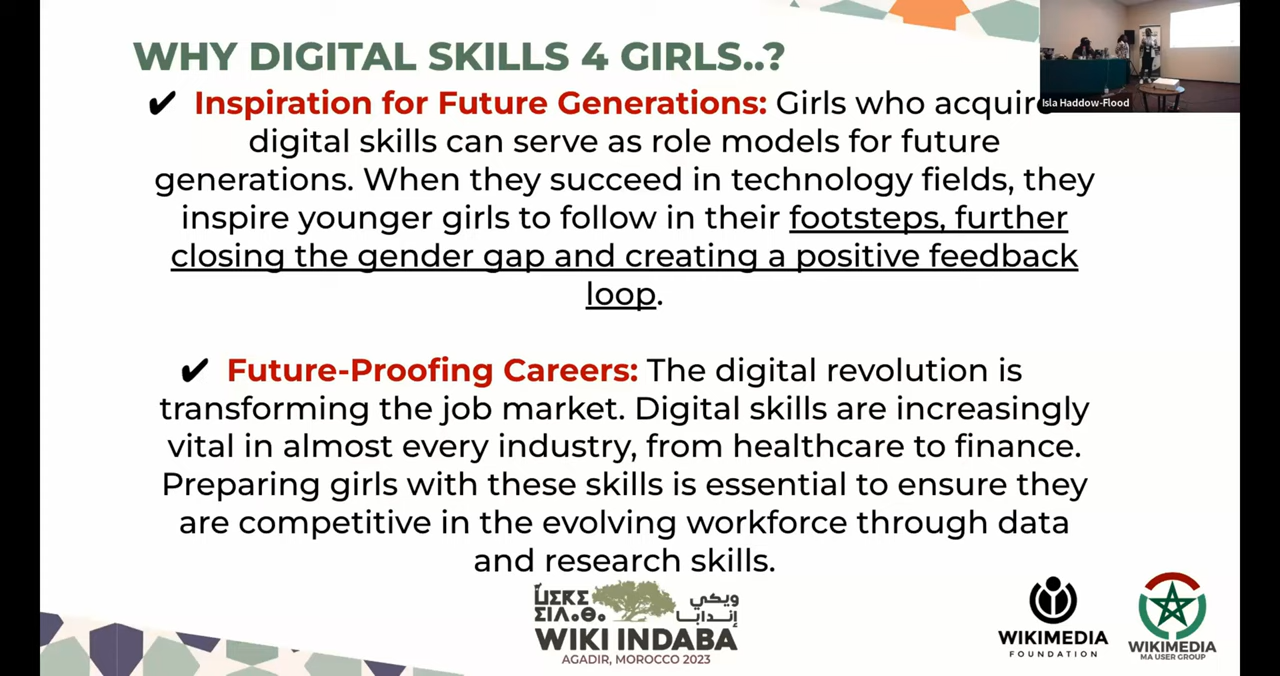 WHY DIGITAL SKILLS 4 GIRLS..?
✔ Inspiration for Future Generations: Girls who acquire
digital skills can serve as role models for future
generations. When they succeed in technology fields, they
inspire younger girls to follow in their footsteps, further
closing the gender gap and creating a positive feedback
loop.
✔ Future-Proofing Careers: The digital revolution is
transforming the job market. Digital skills are increasingly
vital in almost every industry, from healthcare to finance.
Preparing girls with these skills is essential to ensure they
are competitive in the evolving workforce through data
and research skills.
Isla Haddow-Flood
ⵡⵉⴽⵉ
ⵉⵏⴷⴰ�ⴱⴰ
ويكي
إندابا
WIKI INDABA
AGADIR, MOROCCO 2023
WIKIMEDIA
FOUNDATION
WIKIMEDIA
MA USER GROUP